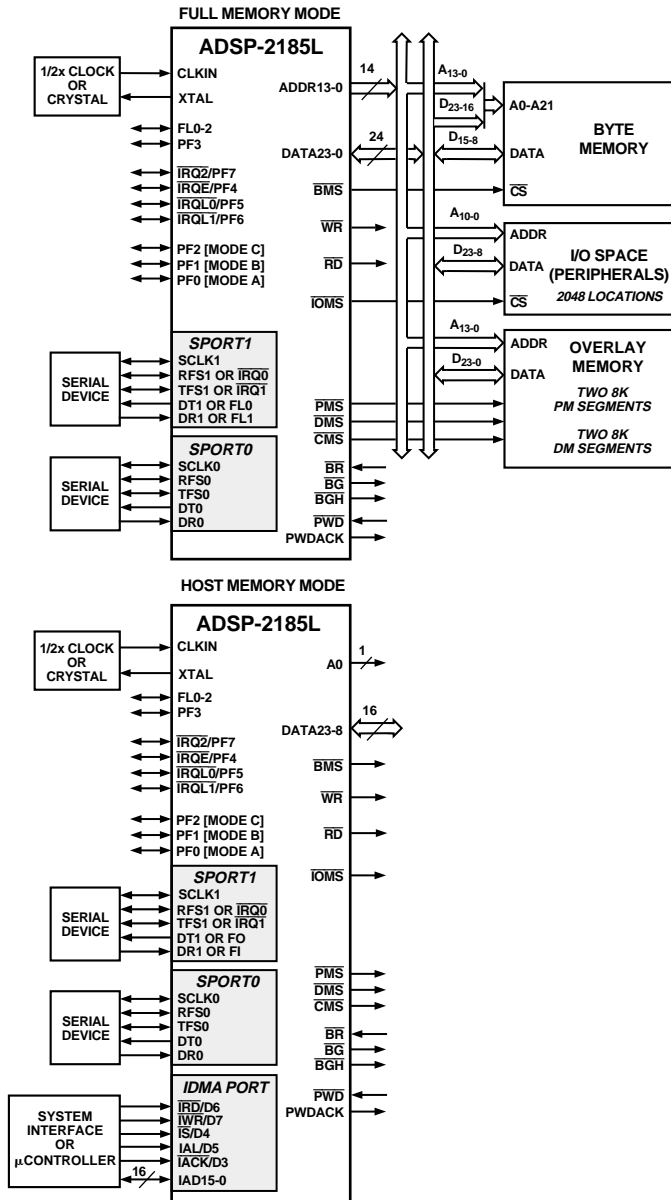 FULL MEMORY MODE
ADSP-2185L
1/2x CLOCK
OR
CRYSTAL
CLKIN
XTAL
FL0-2
PF3
IRQ2/PF7
IRQE/PF4
IRQL0/PF5
IRQL1/PF6
PF2 [MODE C]
PF1 [MODE B]
PF0 [MODE A]
SERIAL
DEVICE
SPORT1
SCLK1
RFS1 OR IRQ0
TFS1 OR IRQ1
DT1 OR FL0
DR1 OR FL1
SERIAL
DEVICE
SPORT0
SCLK0
RFS0
TFS0
DT0
DR0
14
ADDR13-0
24
DATA23-0
BMS
WR
RD
IOMS
PMS
DMS
CMS
BR
BG
BGH
PWD
PWDACK
A13-0
D23-16
D15-8
A0-A21
BYTE
MEMORY
DATA
CS
A10-0
D23-8
ADDR
I/O SPACE
(PERIPHERALS)
DATA
2048 LOCATIONS
CS
A13-0
D23-0
ADDR
OVERLAY
MEMORY
DATA
TWO 8K
PM SEGMENTS
TWO 8K
DM SEGMENTS
HOST MEMORY MODE
ADSP-2185L
1/2x CLOCK
OR
CRYSTAL
CLKIN
XTAL
FL0-2
PF3
IRQ2/PF7
IRQE/PF4
IRQL0/PF5
IRQL1/PF6
PF2 [MODE C]
PF1 [MODE B]
PF0 [MODE A]
SERIAL
DEVICE
SPORT1
SCLK1
RFS1 OR IRQ0
TFS1 OR IRQ1
DT1 OR FO
DR1 OR FI
SERIAL
DEVICE
SPORT0
SCLK0
RFS0
TFS0
DT0
DR0
SYSTEM
INTERFACE
OR
µCONTROLLER
IDMA PORT
IRD/D6
IWR/D7
IS/D4
IAL/D5
IACK/D3
16
IAD15-0
1
A0
16
DATA23-8
BMS
WR
RD
IOMS
PMS
DMS
CMS
BR
BG
BGH
PWD
PWDACK